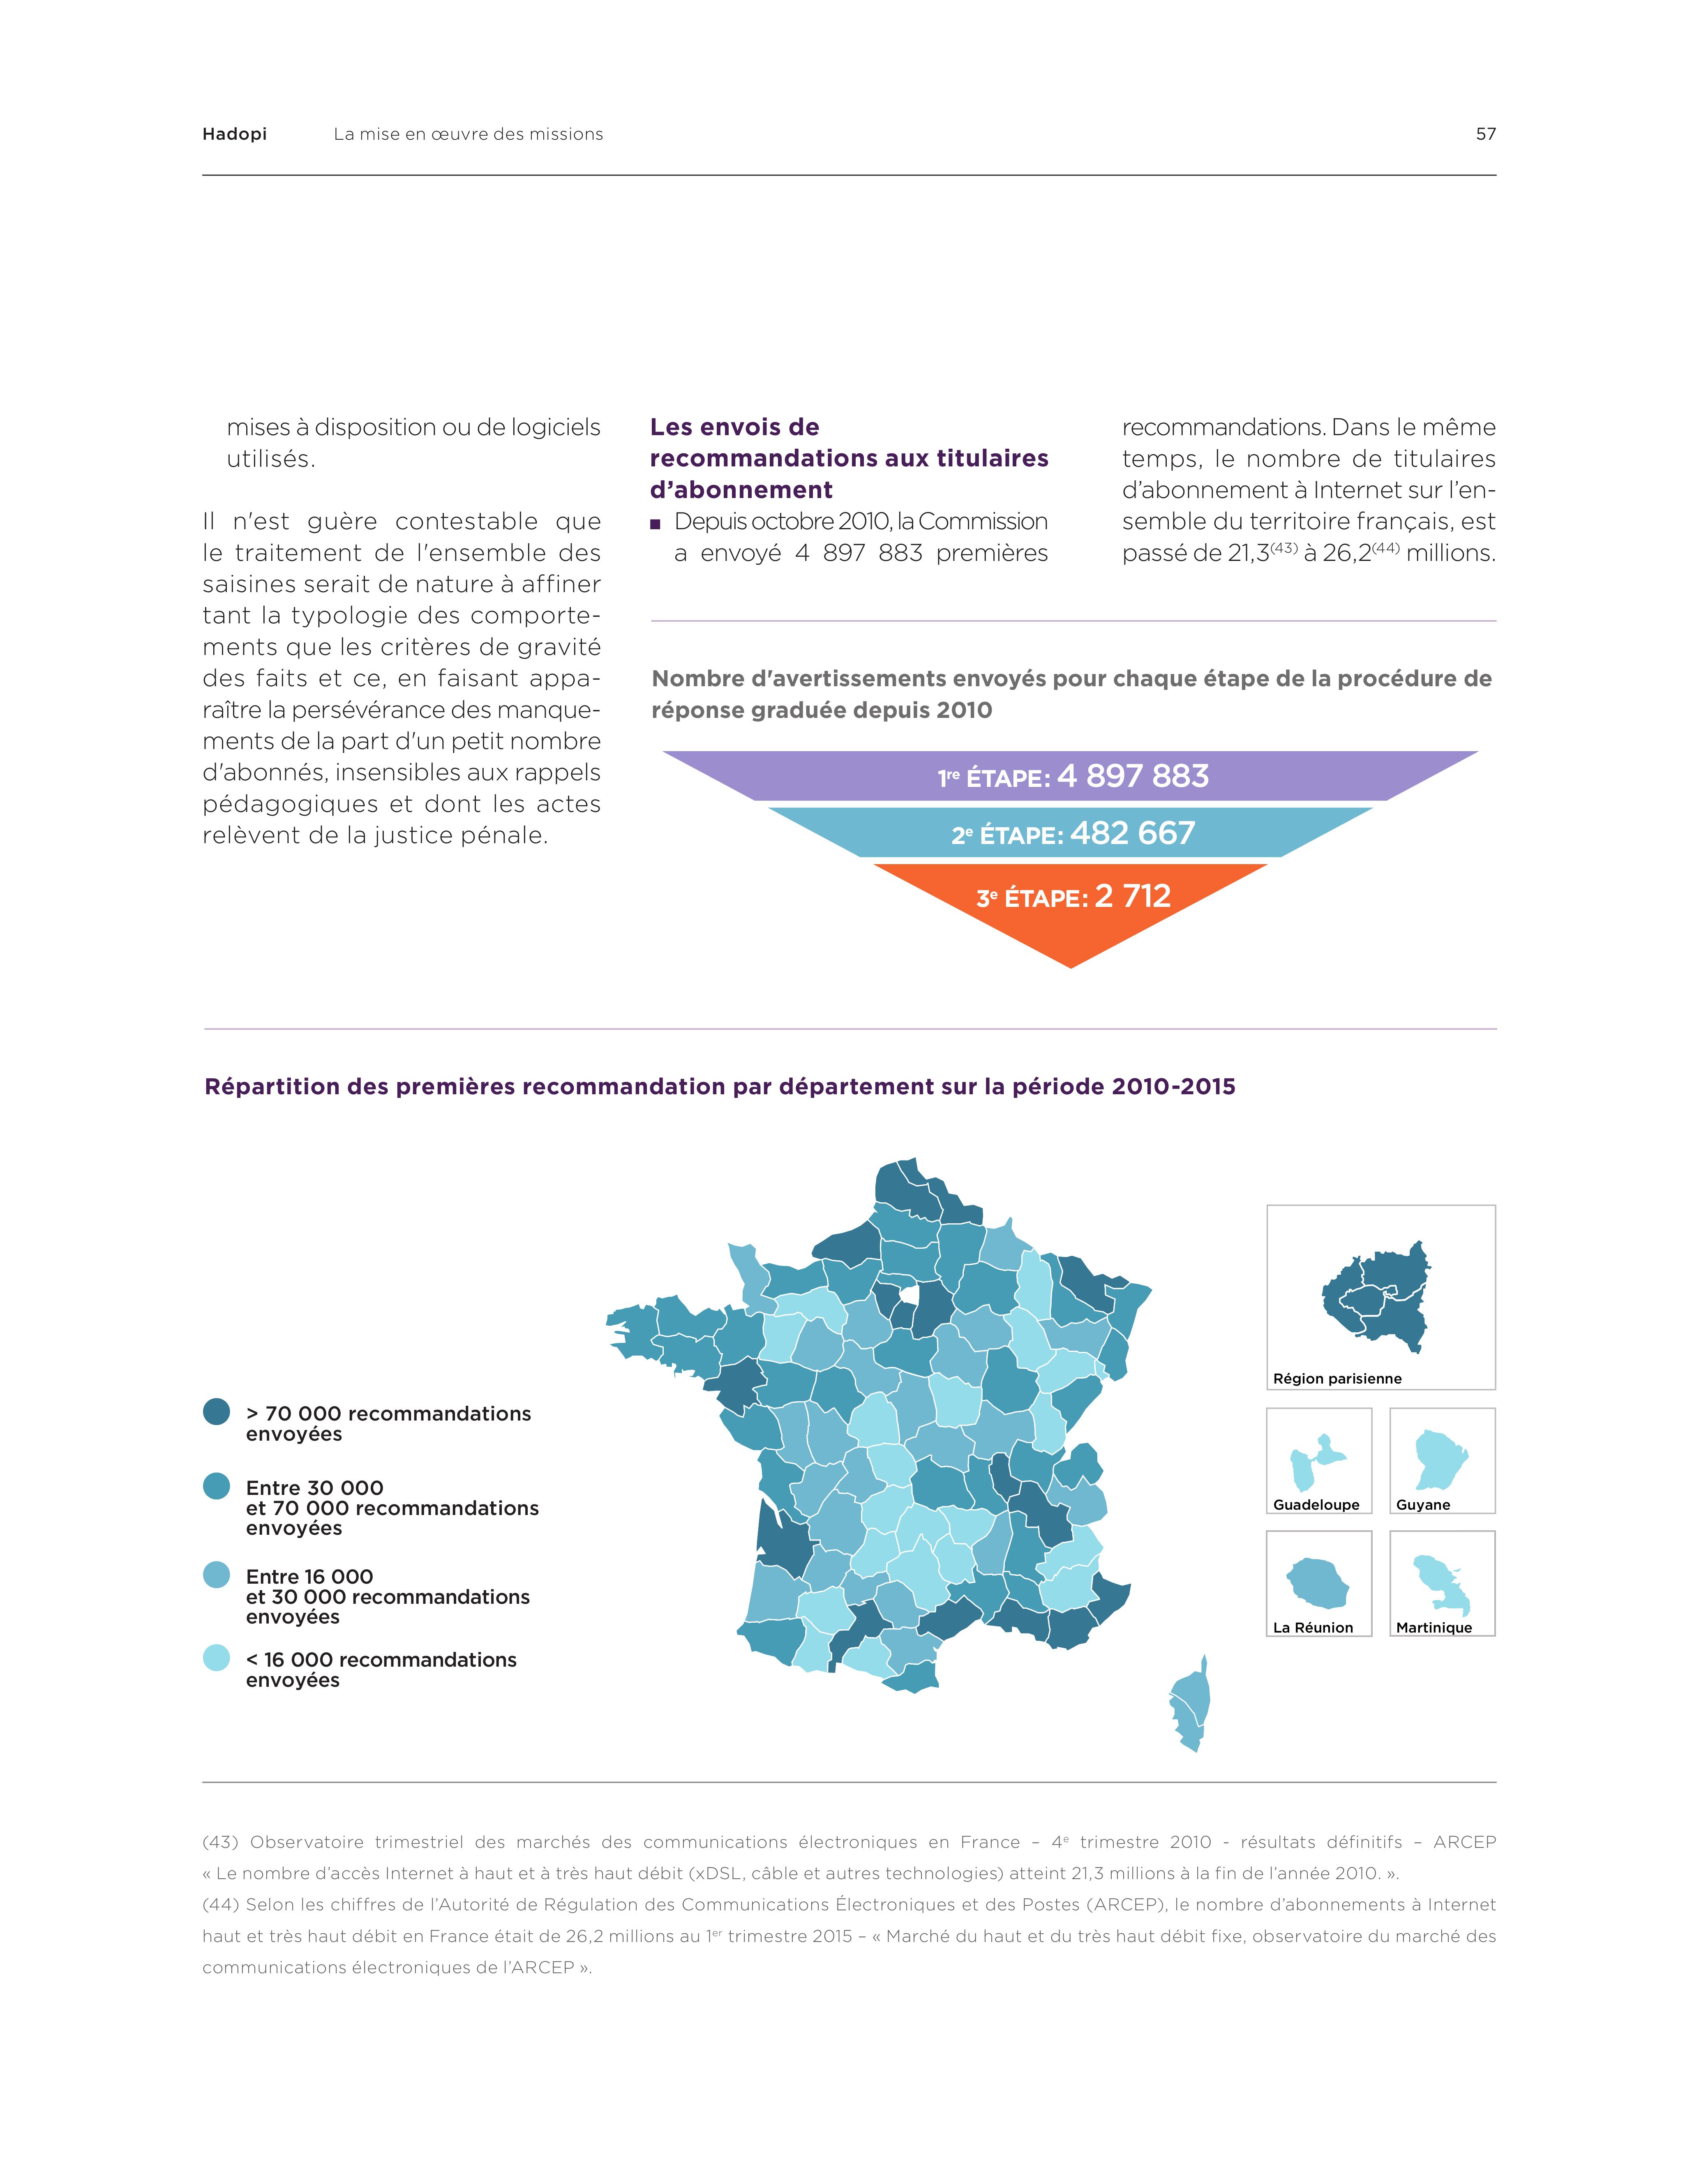 Hadopi La mise en œuvre des missions 57
mises à disposition ou de logiciels
utilisés.
Il n'est guère contestable que
le traitement de l'ensemble des
saisines serait de nature à affiner
tant la typologie des comporte-
ments que les critères de gravité
des faits et ce, en faisant appa-
raître la persévérance des manque-
ments de la part d'un petit nombre
d'abonnés, insensibles aux rappels
pédagogiques et dont les actes
relèvent de la justice pénale.
Les envois de
recommandations aux titulaires
d’abonnement
■ Depuis octobre 2010, la Commission
a envoyé 4 897 883 premières
recommandations. Dans le même
temps, le nombre de titulaires
d’abonnement à Internet sur l’en-
semble du territoire français, est
passé de 21,3(43) à 26,2(44) millions.
Nombre d'avertissements envoyés pour chaque étape de la procédure de
réponse graduée depuis 2010
1re ÉTAPE: 4 897 883
2e ÉTAPE: 482 667
3e ÉTAPE: 2 712
Répartition des premières recommandation par département sur la période 2010-2015
> 70 000 recommandations
envoyées
Entre 30 000
et 70 000 recommandations
envoyées
Entre 16 000
et 30 000 recommandations
envoyées
< 16 000 recommandations
envoyées
Région parisienne
Guadeloupe
Guyane
La Réunion
Martinique
(43) Observatoire trimestriel des marchés des communications électroniques en France – 4e trimestre 2010 - résultats définitifs – ARCEP
« Le nombre d’accès Internet à haut et à très haut débit (xDSL, câble et autres technologies) atteint 21,3 millions à la fin de l’année 2010. ».
(44) Selon les chiffres de l’Autorité de Régulation des Communications Électroniques et des Postes (ARCEP), le nombre d’abonnements à Internet
haut et très haut débit en France était de 26,2 millions au 1er trimestre 2015 – « Marché du haut et du très haut débit fixe, observatoire du marché des
communications électroniques de l’ARCEP ».